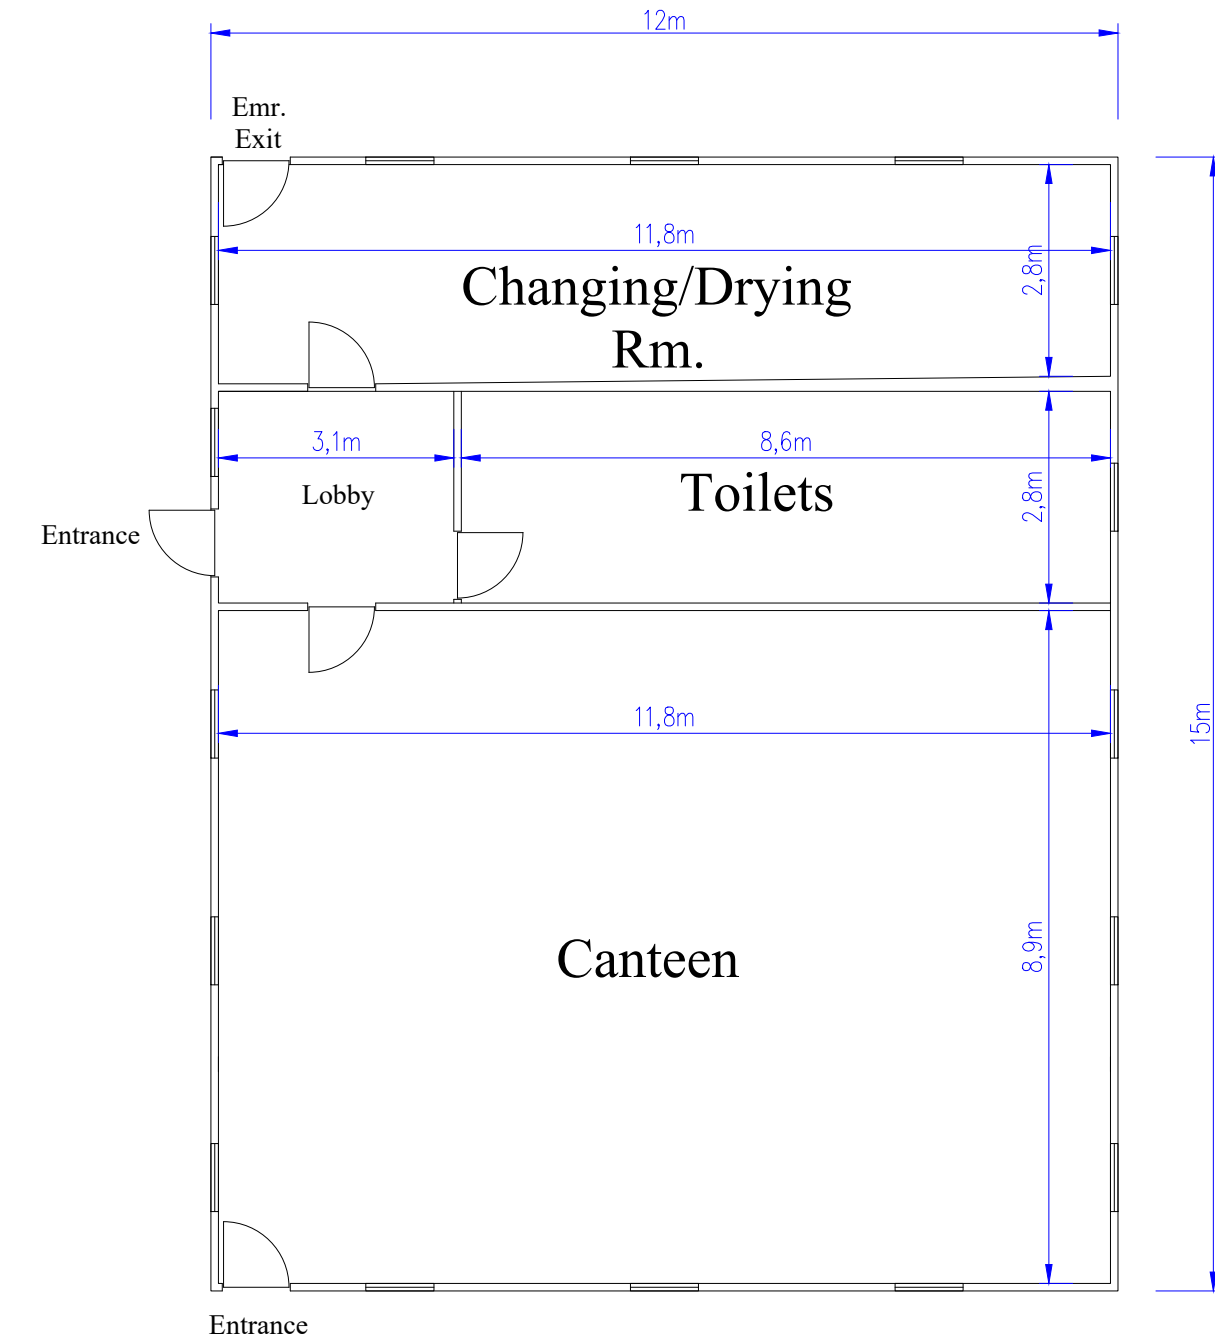 12m
Emr.
Exit
11,8m
2,8m
Changing/Drying
Rm.
3,1m
8,6m
Lobby
Toilets
2,8m
Entrance
11,8m
15m
Canteen
8,9m
Entrance